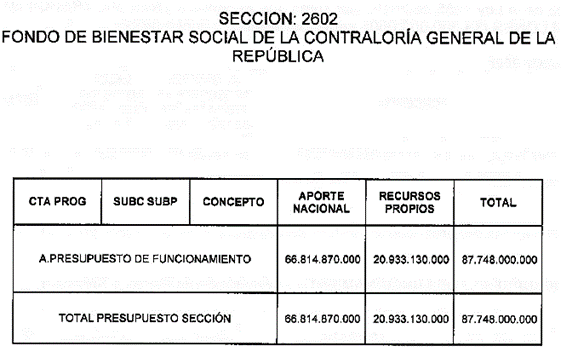 SECCION: 2602
FONDO DE BIENESTAR SOCIAL DE LA CONTRALORÍA GENERAL DE LA
REPÚBLICA
CTA PROG SUBC SUBP CONCEPTO APORTE NACIONAL RECURSOS PROPIOS TOTAL
A.PRESUPUESTO DE FUNCIONAMIENTO 66.814.870.000 20.933.130.000 87.748.000.000
TOTAL PRESUPUESTO SECCIÓN 66.814.870.000 20.933.130.000 87.748.000.000